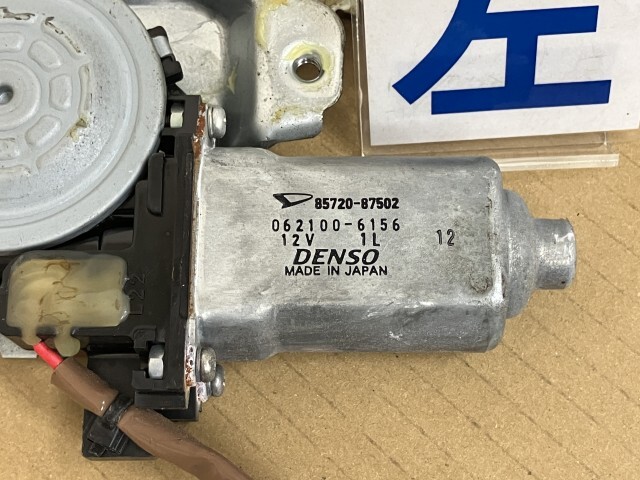 左
85720-87502
062100-6156
12V 1L 12
DENSO
MADE IN JAPAN